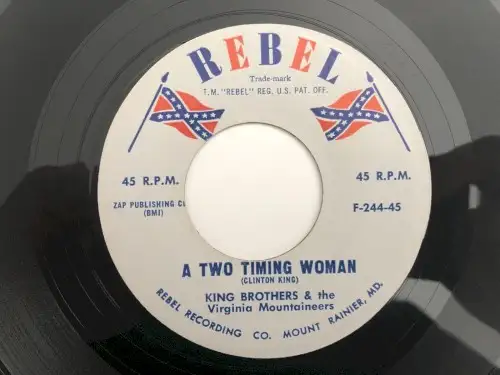 REBEL
Trade-mark
T.M. "REBEL" REG. U.S. PAT. OFF.
45 R.P.M.
45 R.P.M.
ZAP PUBLISHING
(BMI)
F-244-45
A TWO TIMING WOMAN
(CLINTON KING)
KING BROTHERS & the
Virginia Mountaineers
REBEL RECORDING CO. MOUNT RAINIER, MD.